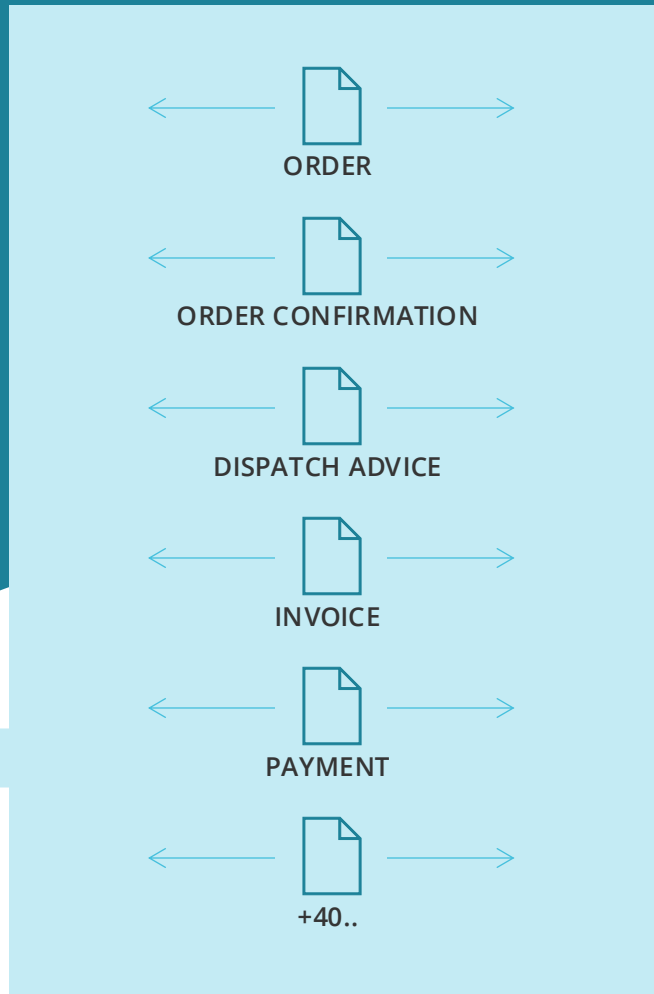 ORDER
ORDER CONFIRMATION
DISPATCH ADVICE
INVOICE
PAYMENT
+40..